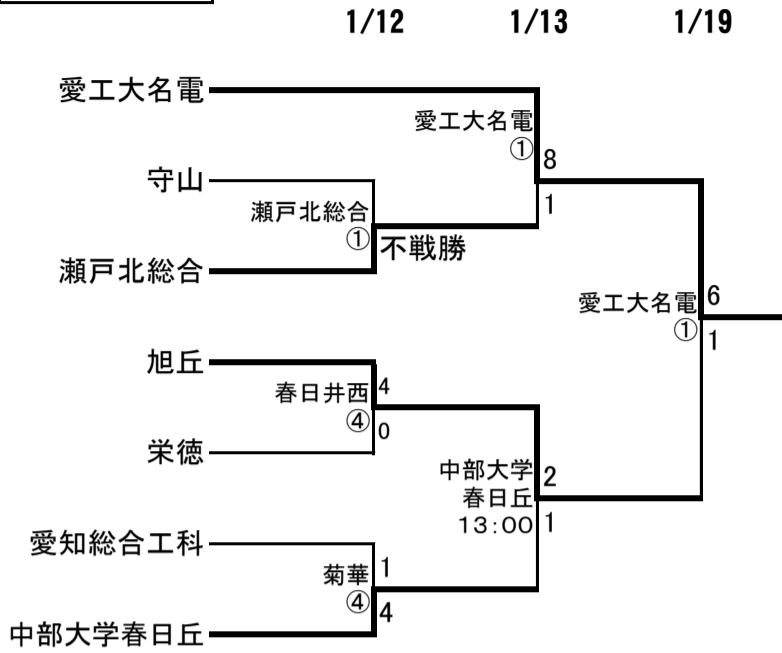 1/12 1/13 1/19
愛工大名電
愛工大名電
① 8
守山
1
瀬戸北総合
① 不戦勝
瀬戸北総合
愛工大名電 6
① 1
旭丘
春日井西 4
④ 0
栄徳
中部大学 2
春日丘
13:00 1
愛知総合工科
菊華 1
④ 4
中部大学春日丘